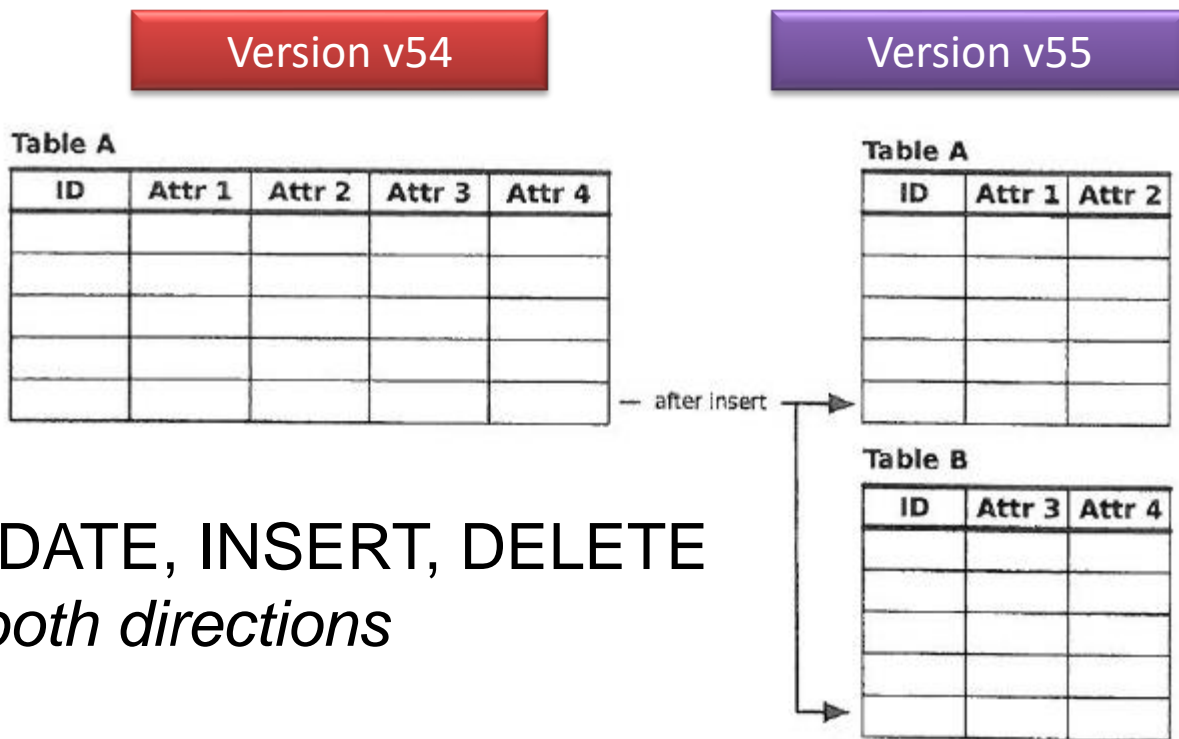 Version v54
Version v55
Table A
ID Attr 1 Attr 2 Attr 3 Attr 4
Table A
ID Attr 1 Attr 2
— after insert
Table B
ID Attr 3 Attr 4
DATE, INSERT, DELETE
both directions